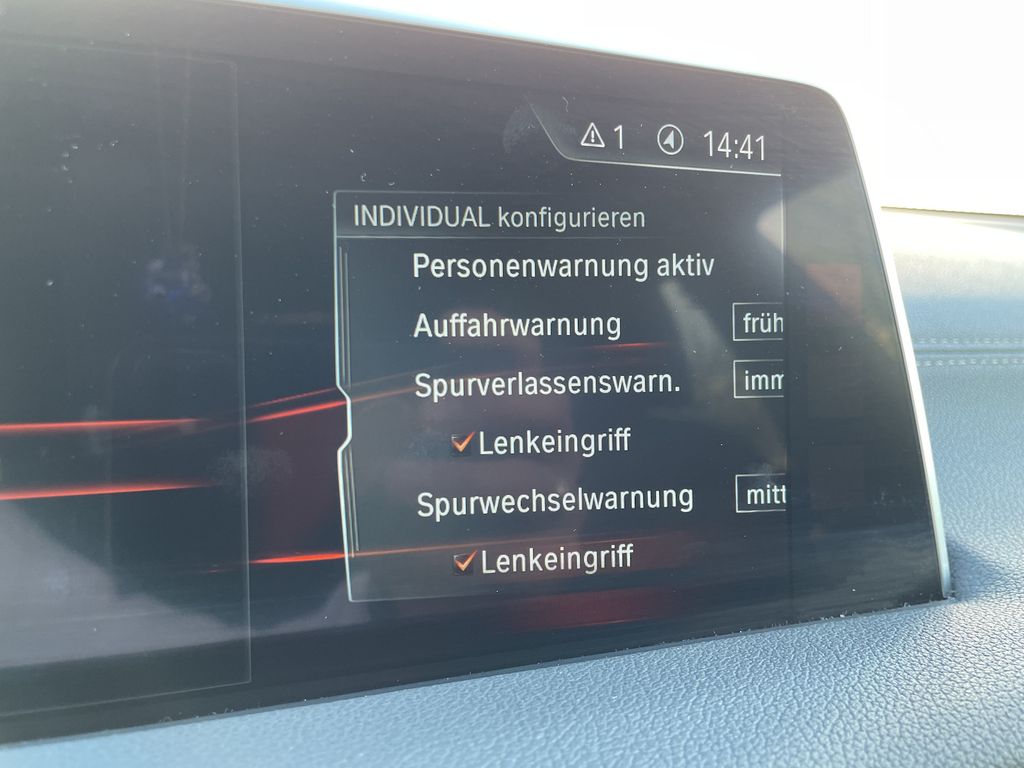 1 14:41
INDIVIDUAL konfigurieren
Personenwarnung aktiv
Auffahrwarnung früh
Spurverlassenswarn. imm
Lenkeingriff
Spurwechselwarnung mitt
Lenkeingriff